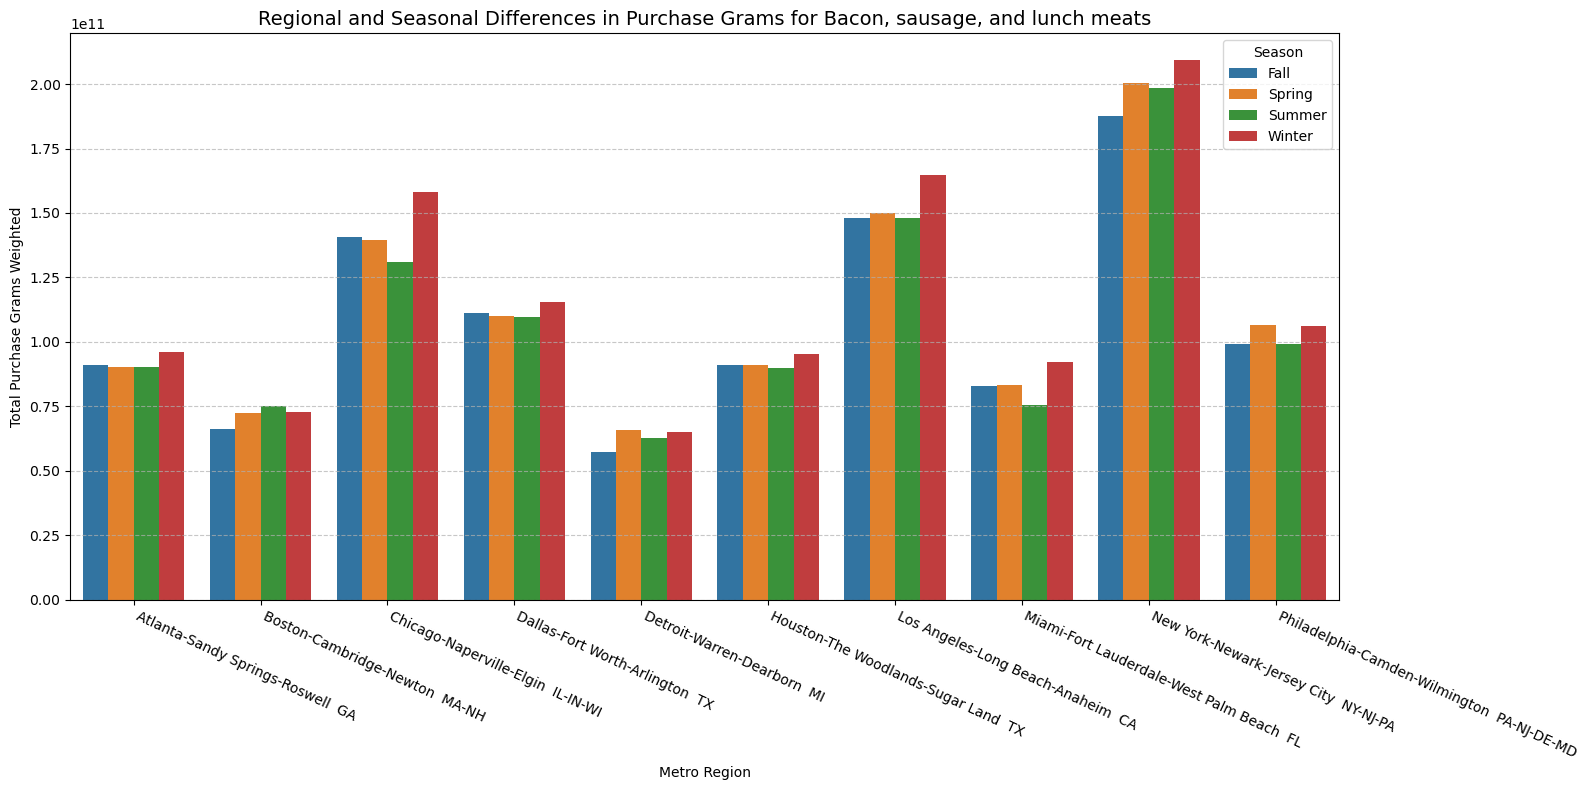 Regional and Seasonal Differences in Purchase Grams for Bacon, sausage, and lunch meats
1e11
Season
Fall
Spring
Summer
Winter
Total Purchase Grams Weighted
2.00
1.75
1.50
1.25
1.00
0.75
0.50
0.25
0.00
Atlanta-Sandy Springs-Roswell  GA
Boston-Cambridge-Newton  MA-NH
Chicago-Naperville-Elgin  IL-IN-WI
Dallas-Fort Worth-Arlington  TX
Detroit-Warren-Dearborn  MI
Houston-The Woodlands-Sugar Land  TX
Los Angeles-Long Beach-Anaheim  CA
Miami-Fort Lauderdale-West Palm Beach  FL
New York-Newark-Jersey City  NY-NJ-PA
Philadelphia-Camden-Wilmington  PA-NJ-DE-MD
Metro Region